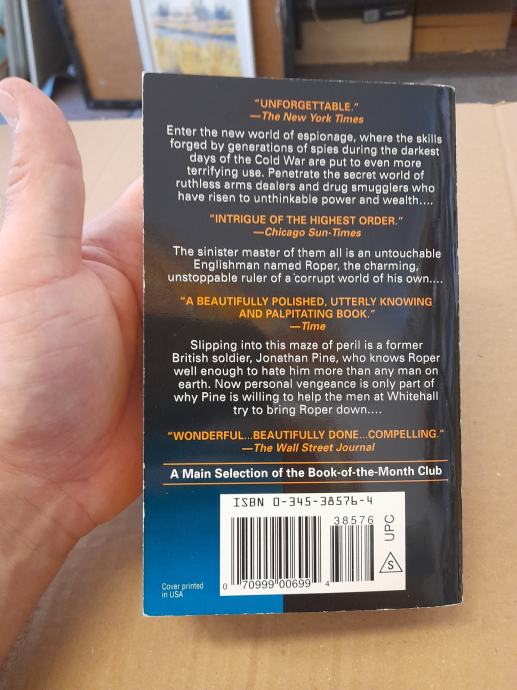 "UNFORGETTABLE."
—The New York Times
Enter the new world of espionage, where the skills
forged by generations of spies during the darkest
days of the Cold War are put to even more
terrifying use. Penetrate the secret world of
ruthless arms dealers and drug smugglers who
have risen to unthinkable power and wealth....
"INTRIGUE OF THE HIGHEST ORDER."
—Chicago Sun-Times
The sinister master of them all is an untouchable
Englishman named Roper, the charming,
unstoppable ruler of a corrupt world of his own....
"A BEAUTIFULLY POLISHED, UTTERLY KNOWING
AND PALPITATING BOOK."
—Time
Slipping into this maze of peril is a former
British soldier, Jonathan Pine, who knows Roper
well enough to hate him more than any man on
earth. Now personal vengeance is only part of
why Pine is willing to help the men at Whitehall
try to bring Roper down....
"WONDERFUL...BEAUTIFULLY DONE...COMPELLING."
—The Wall Street Journal
A Main Selection of the Book-of-the-Month Club
ISBN 0-345-38576-4
38576
UPC
S
0 70999 00699 4
Cover printed
in USA